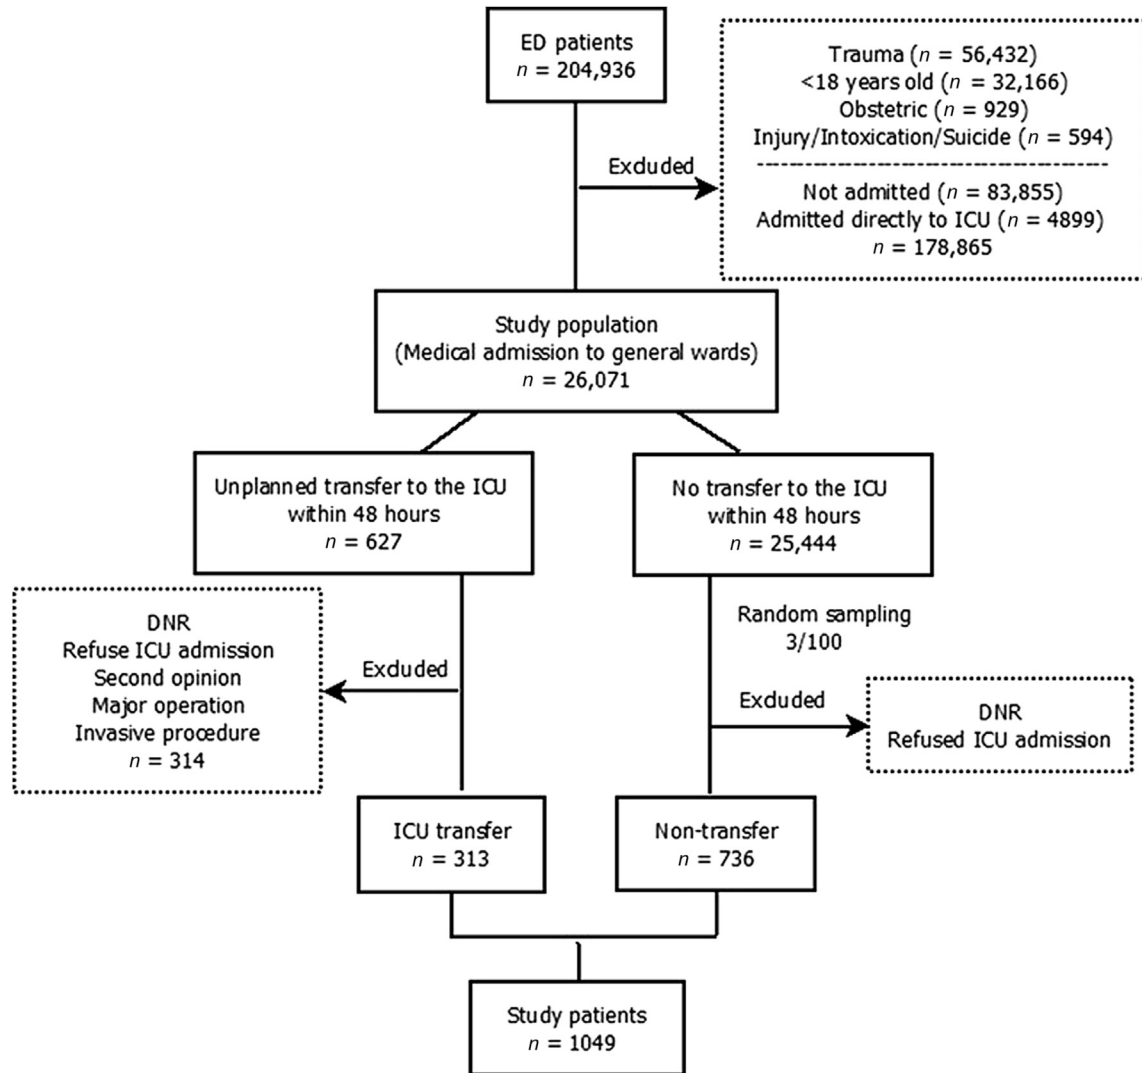 ED patients
n = 204,936
Trauma (n = 56,432)
<18 years old (n = 32,166)
Obstetric (n = 929)
Injury/Intoxication/Suicide (n = 594)
Not admitted (n = 83,855)
Admitted directly to ICU (n = 4899)
n = 178,865
Excluded
Study population
(Medical admission to general wards)
n = 26,071
Unplanned transfer to the ICU
within 48 hours
n = 627
No transfer to the ICU
within 48 hours
n = 25,444
DNR
Refuse ICU admission
Second opinion
Major operation
Invasive procedure
n = 314
Excluded
Random sampling
3/100
Excluded
DNR
Refused ICU admission
ICU transfer
n = 313
Non-transfer
n = 736
Study patients
n = 1049